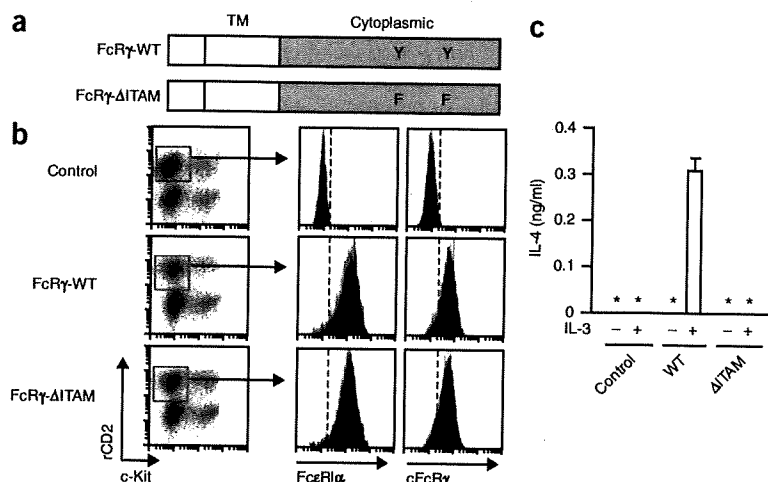 a
TM
Cytoplasmic
FcRγ-WT
Y Y
FcRγ-ΔITAM
F F
b
Control
FcRγ-WT
FcRγ-ΔITAM
rCD2
c-Kit
FcεRIα
cFcRγ
c
IL-4 (ng/ml)
0.4
0.3
0.2
0.1
0
* * * * *
IL-3 – + – + – +
Control
WT
ΔITAM